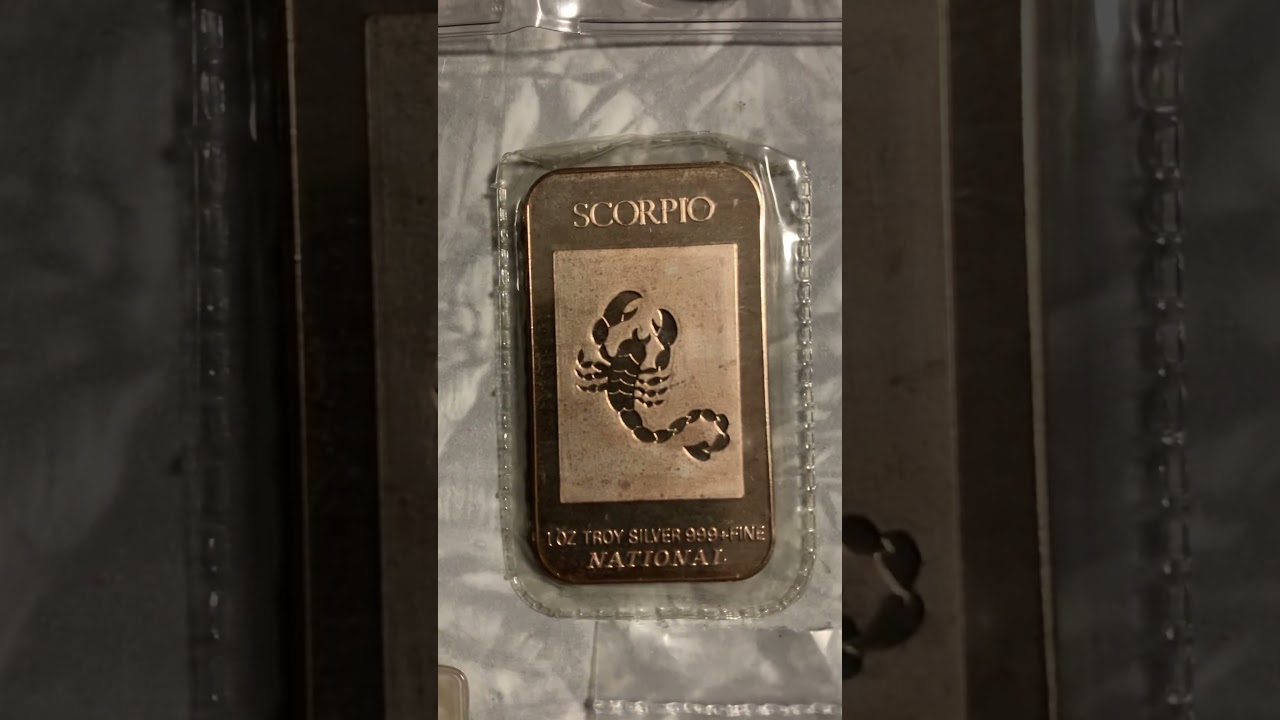 SCORPIO
1 OZ TROY SILVER 999+FINE
NATIONAL